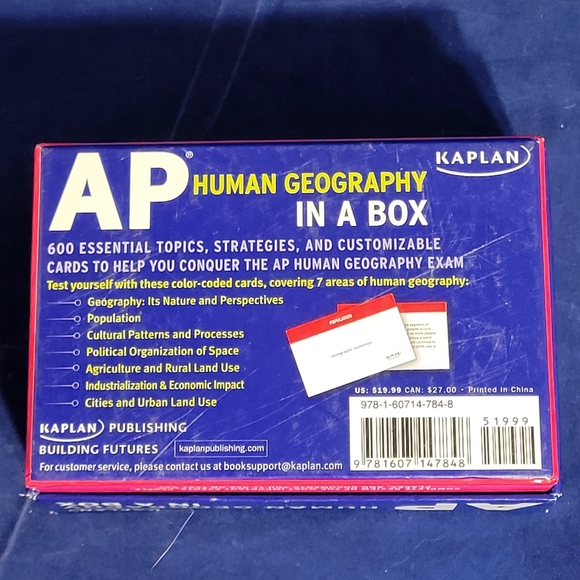 AP®
HUMAN GEOGRAPHY
IN A BOX
KAPLAN
600 ESSENTIAL TOPICS, STRATEGIES, AND CUSTOMIZABLE
CARDS TO HELP YOU CONQUER THE AP HUMAN GEOGRAPHY EXAM
Test yourself with these color-coded cards, covering 7 areas of human geography:
Geography: Its Nature and Perspectives
Population
Cultural Patterns and Processes
Political Organization of Space
Agriculture and Rural Land Use
Industrialization & Economic Impact
Cities and Urban Land Use
POPULATION
KAPLAN
US: $19.99 CAN: $27.00 • Printed in China
978-1-60714-784-8
51999
9 781607 147848
KAPLAN PUBLISHING
BUILDING FUTURES
kaplanpublishing.com
For customer service, please contact us at booksupport@kaplan.com